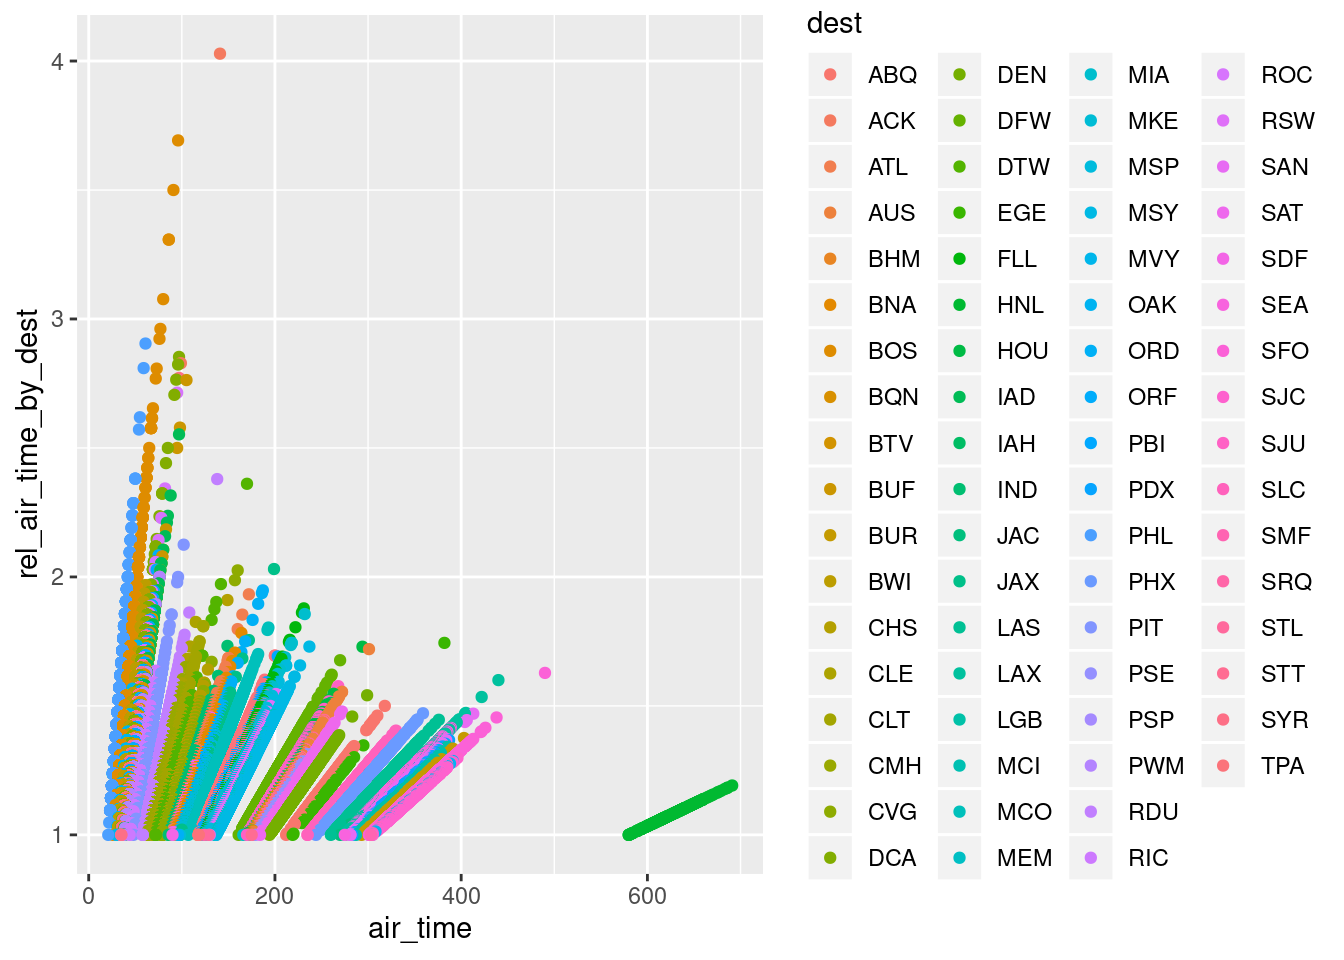 rel_air_time_by_dest
4
3
2
1
0
200
400
600
air_time
dest
ABQ
ACK
ATL
AUS
BHM
BNA
BOS
BQN
BTV
BUF
BUR
BWI
CHS
CLE
CLT
CMH
CVG
DCA
DEN
DFW
DTW
EGE
FLL
HNL
HOU
IAD
IAH
IND
JAC
JAX
LAS
LAX
LGB
MCI
MCO
MEM
MIA
MKE
MSP
MSY
MVY
OAK
ORD
ORF
PBI
PDX
PHL
PHX
PIT
PSE
PSP
PWM
RDU
RIC
ROC
RSW
SAN
SAT
SDF
SEA
SFO
SJC
SJU
SLC
SMF
SRQ
STL
STT
SYR
TPA